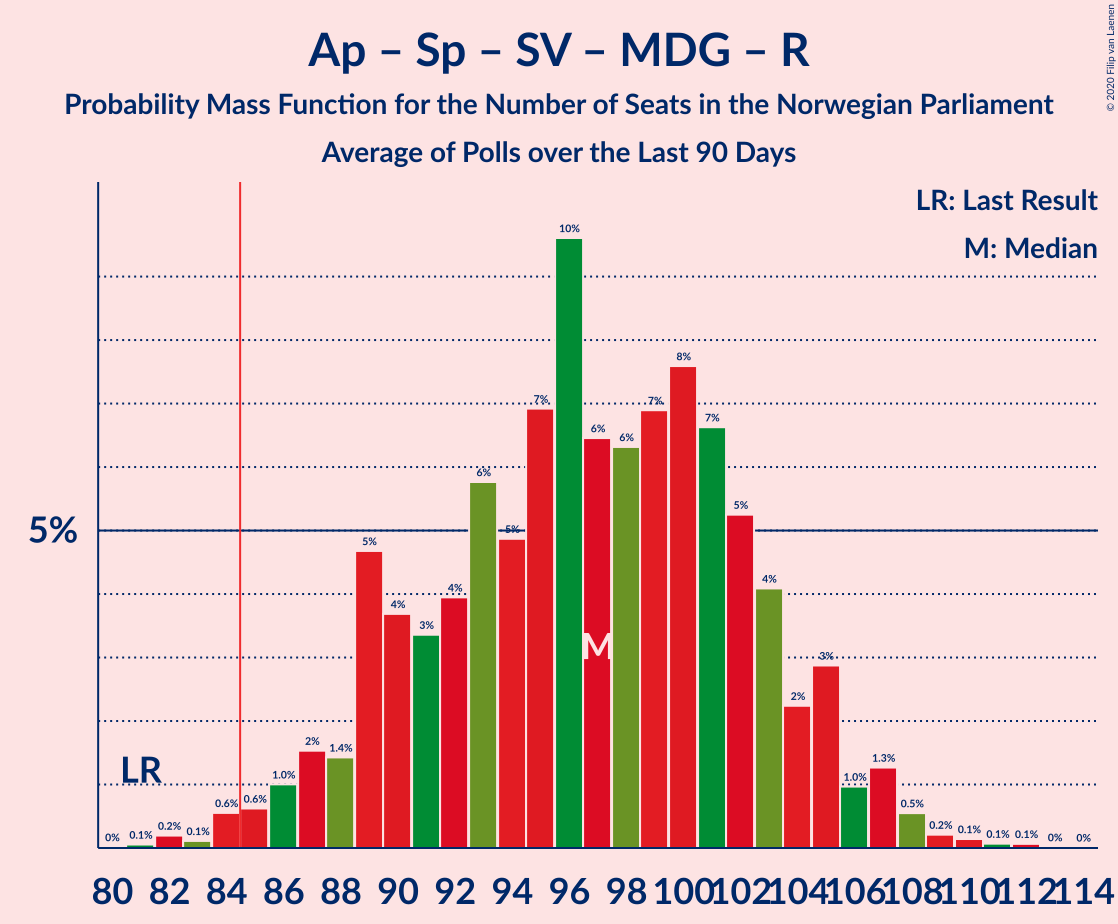 Ap – Sp – SV – MDG – R
Probability Mass Function for the Number of Seats in the Norwegian Parliament
Average of Polls over the Last 90 Days
© 2020 Filip van Laenen
LR: Last Result
M: Median
5%
LR
M
0% 0.1% 0.2% 0.1% 0.6% 0.6% 1.0% 2% 1.4% 5% 4% 3% 4% 6% 5% 7% 10% 6% 6% 7% 8% 7% 5% 4% 2% 3% 1.0% 1.3% 0.5% 0.2% 0.1% 0.1% 0.1% 0% 0%
80 82 84 86 88 90 92 94 96 98 100 102 104 106 108 110 112 114